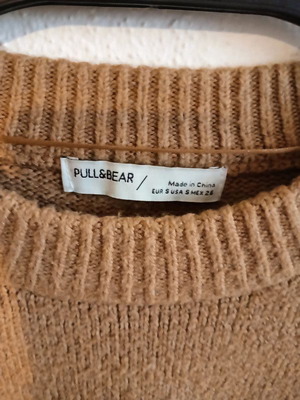 PULL&BEAR /
Made in China
EUR S USA S MEX 26